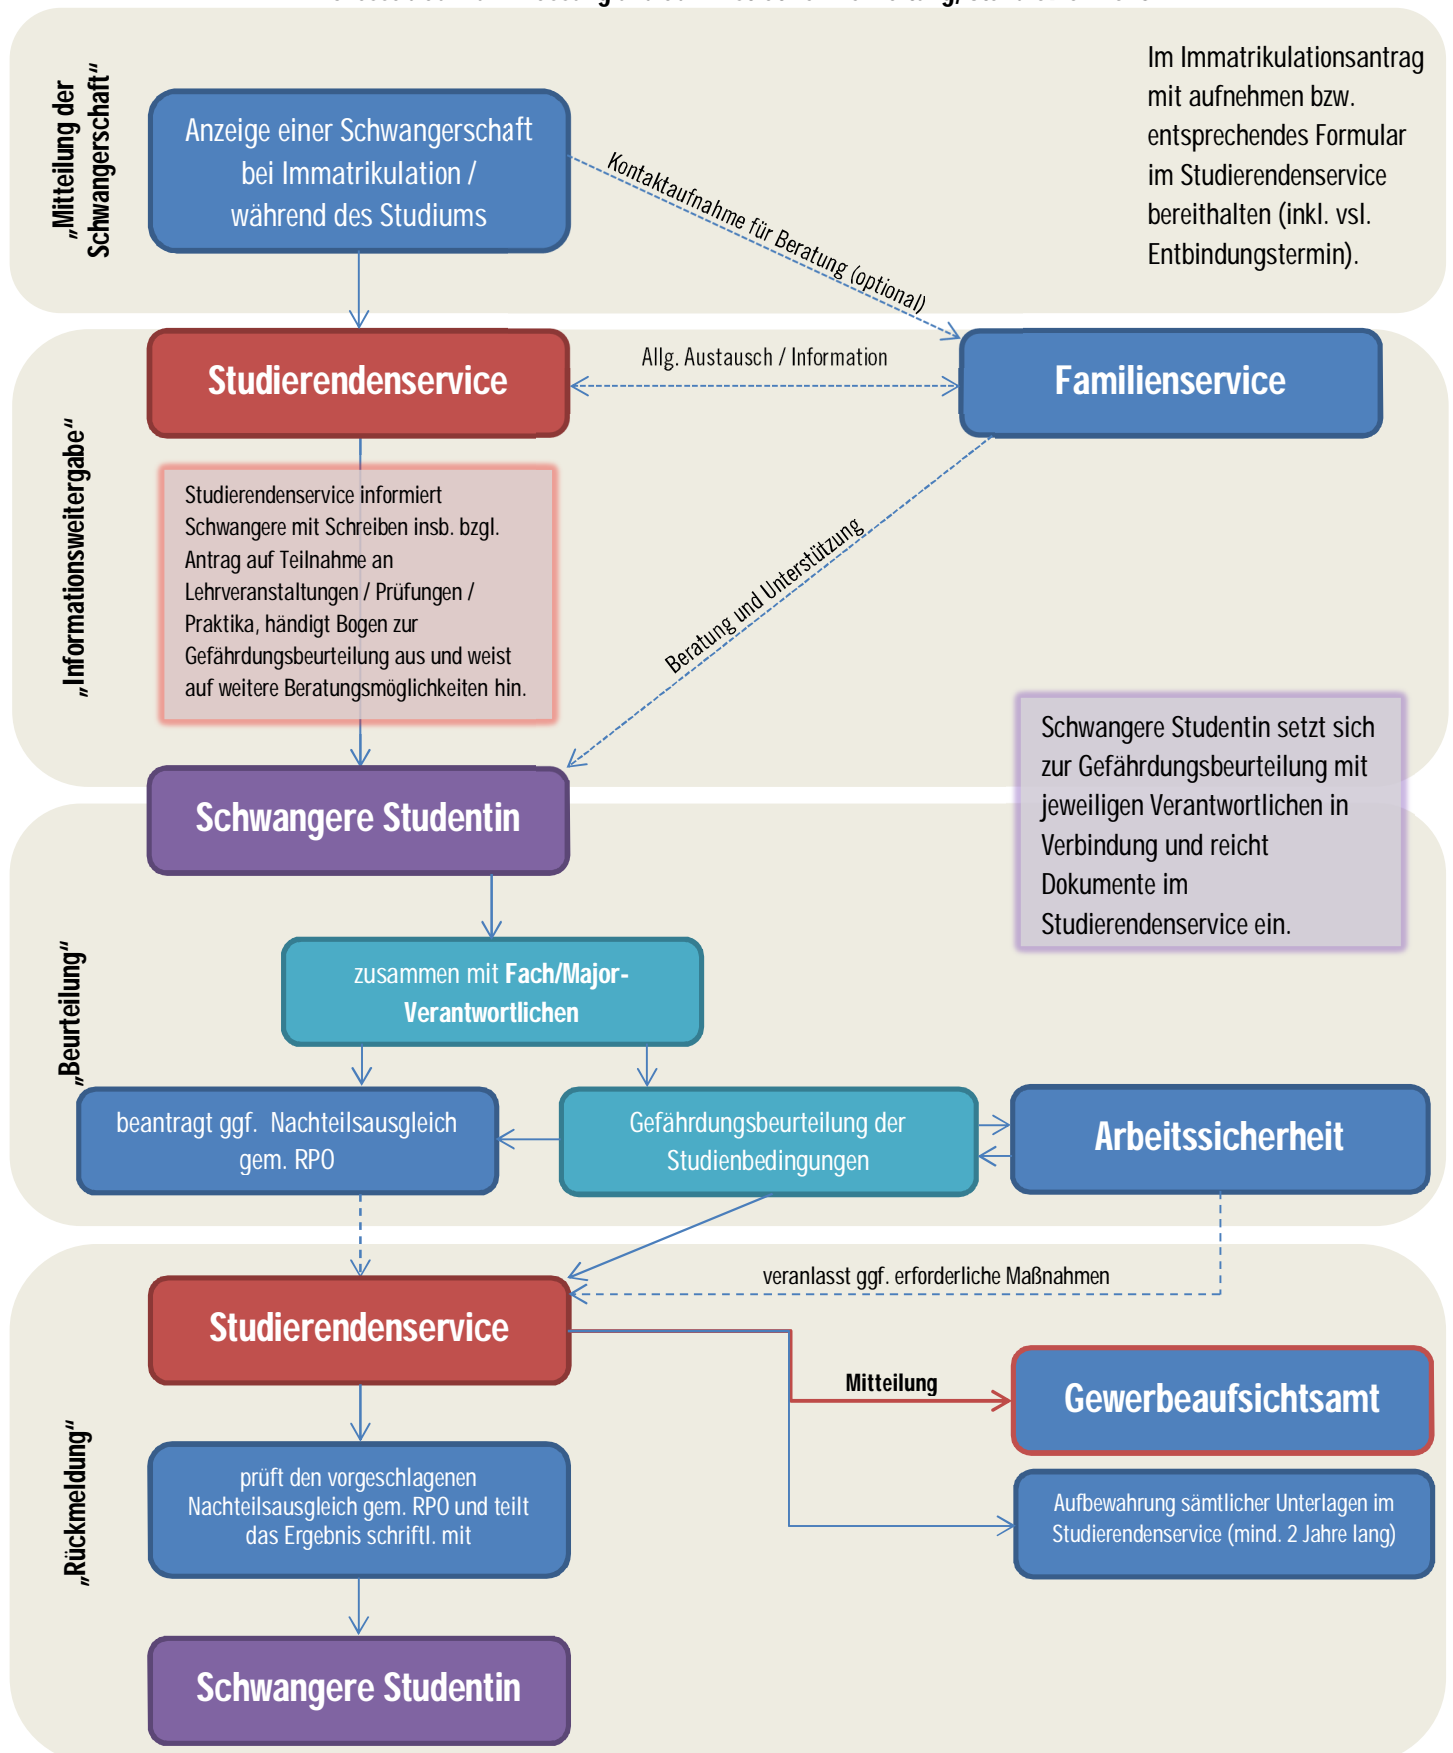 „Mitteilung der
Schwangerschaft“
Anzeige einer Schwangerschaft
bei Immatrikulation /
während des Studiums
Kontaktaufnahme für Beratung (optional)
Im Immatrikulationsantrag
mit aufnehmen bzw.
entsprechendes Formular
im Studierendenservice
bereithalten (inkl. vsl.
Entbindungstermin).
„Informationsweitergabe“
Studierendenservice
Allg. Austausch / Information
Familienservice
Studierendenservice informiert
Schwangere mit Schreiben insb. bzgl.
Antrag auf Teilnahme an
Lehrveranstaltungen / Prüfungen /
Praktika, händigt Bogen zur
Gefährdungsbeurteilung aus und weist
auf weitere Beratungsmöglichkeiten hin.
Beratung und Unterstützung
Schwangere Studentin setzt sich
zur Gefährdungsbeurteilung mit
jeweiligen Verantwortlichen in
Verbindung und reicht
Dokumente im
Studierendenservice ein.
Schwangere Studentin
„Beurteilung“
zusammen mit Fach/Major-
Verantwortlichen
beantragt ggf. Nachteilsausgleich
gem. RPO
Gefährdungsbeurteilung der
Studienbedingungen
Arbeitssicherheit
veranlasst ggf. erforderliche Maßnahmen
„Rückmeldung“
Studierendenservice
Mitteilung
Gewerbeaufsichtsamt
prüft den vorgeschlagenen
Nachteilsausgleich gem. RPO und teilt
das Ergebnis schriftl. mit
Aufbewahrung sämtlicher Unterlagen im
Studierendenservice (mind. 2 Jahre lang)
Schwangere Studentin